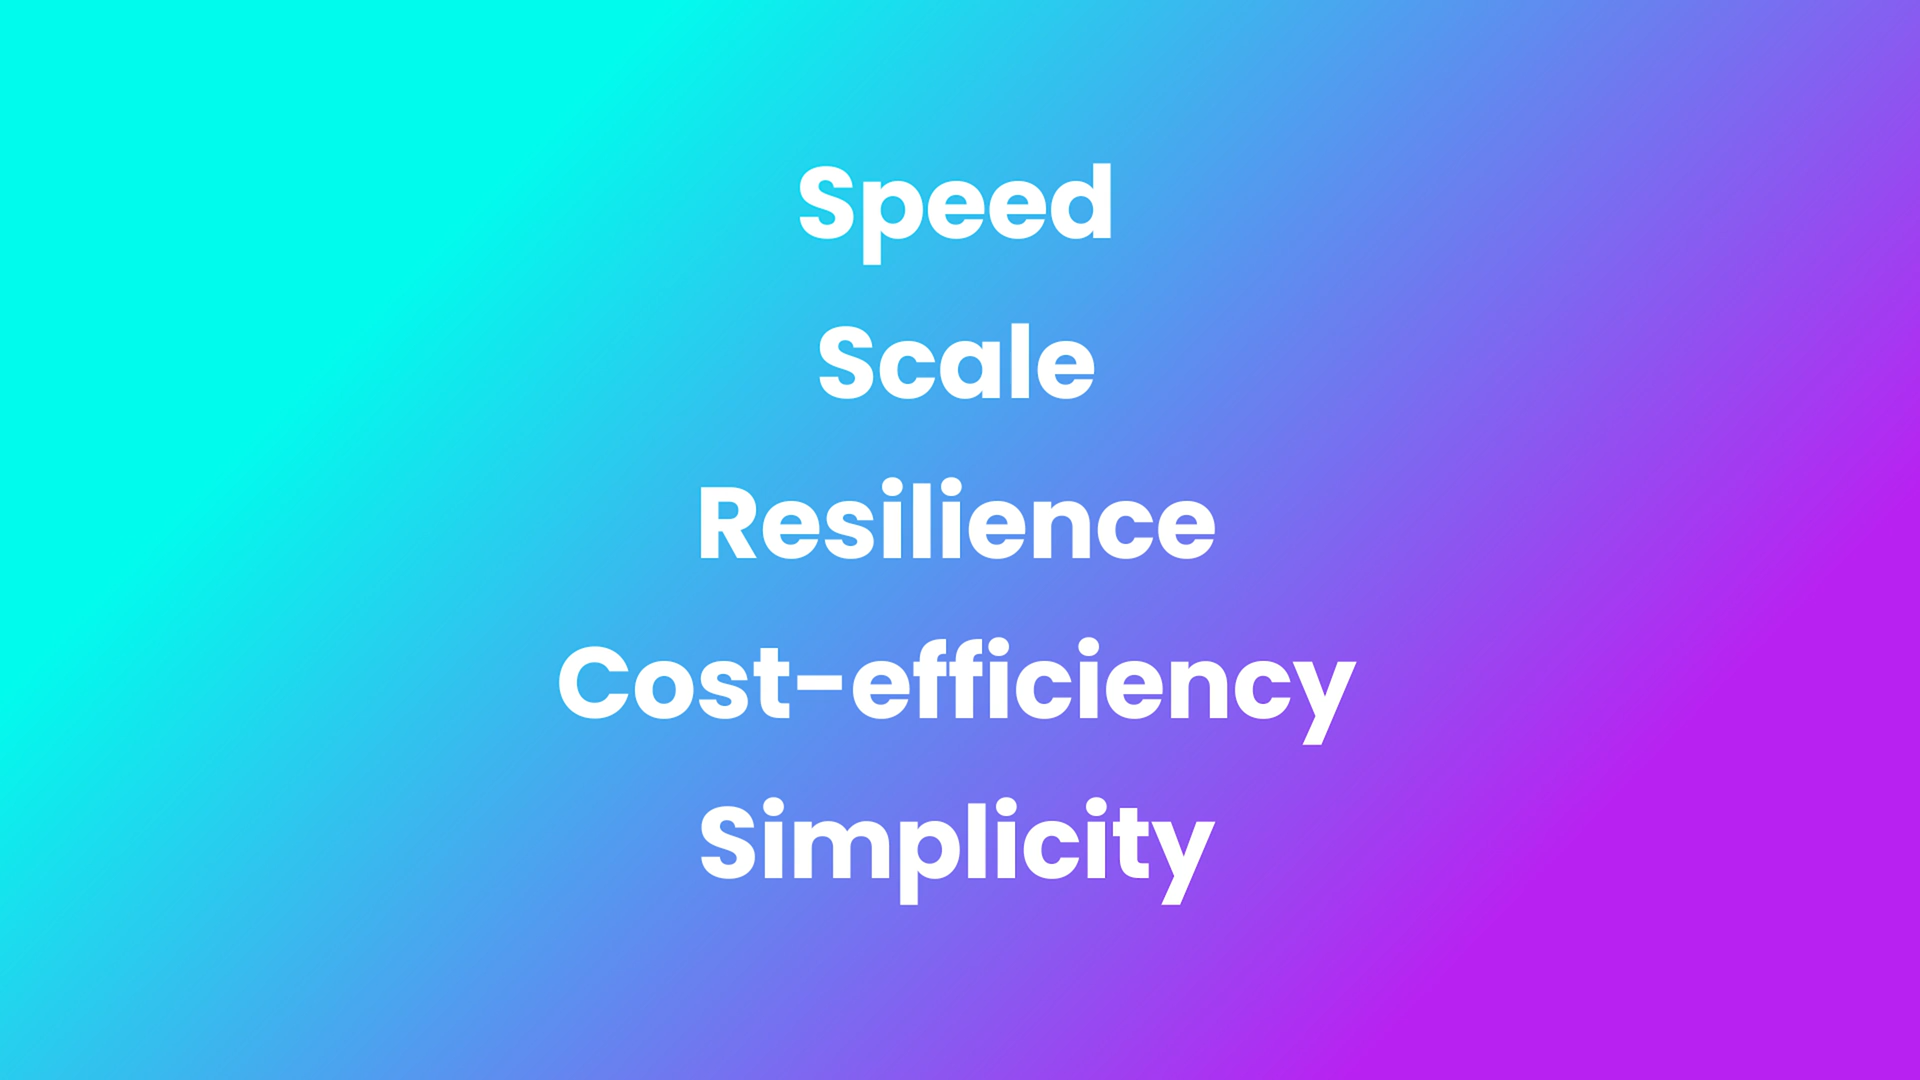 Speed
Scale
Resilience
Cost-efficiency
Simplicity